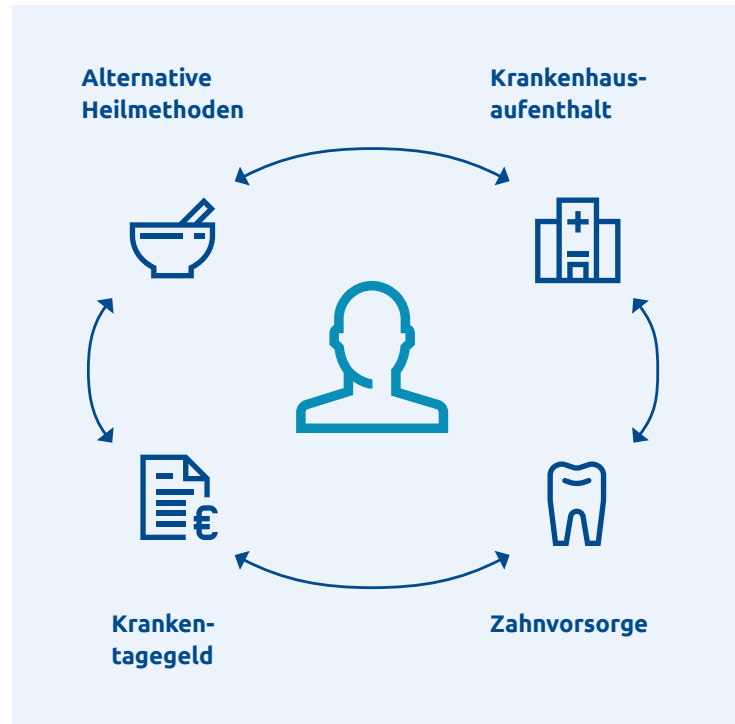 Alternative
Heilmethoden
Krankenhaus-
aufenthalt
€
Kranken-
tagegeld
Zahnvorsorge